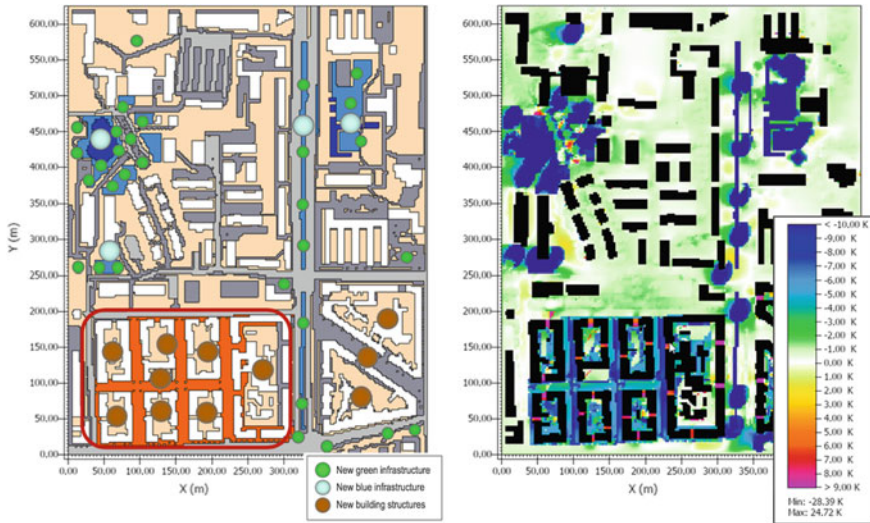 600,00
550,00
500,00
450,00
400,00
350,00
300,00
250,00
200,00
150,00
100,00
50,00
0,00
Y (m)
0,00 50,00 100,00 150,00 200,00 250,00 300,00 350,00
X (m)
New green infrastructure
New blue infrastructure
New building structures
600,00
550,00
500,00
450,00
400,00
350,00
300,00
250,00
200,00
150,00
100,00
50,00
0,00
0,00 50,00 100,00 150,00 200,00 250,00 300,00
X (m)
< -10,00 K
-9,00 K
-8,00 K
-7,00 K
-6,00 K
-5,00 K
-4,00 K
-3,00 K
-2,00 K
-1,00 K
0,00 K
1,00 K
2,00 K
3,00 K
4,00 K
5,00 K
6,00 K
7,00 K
8,00 K
> 9,00 K
Min: -28.39 K
Max: 24.72 K